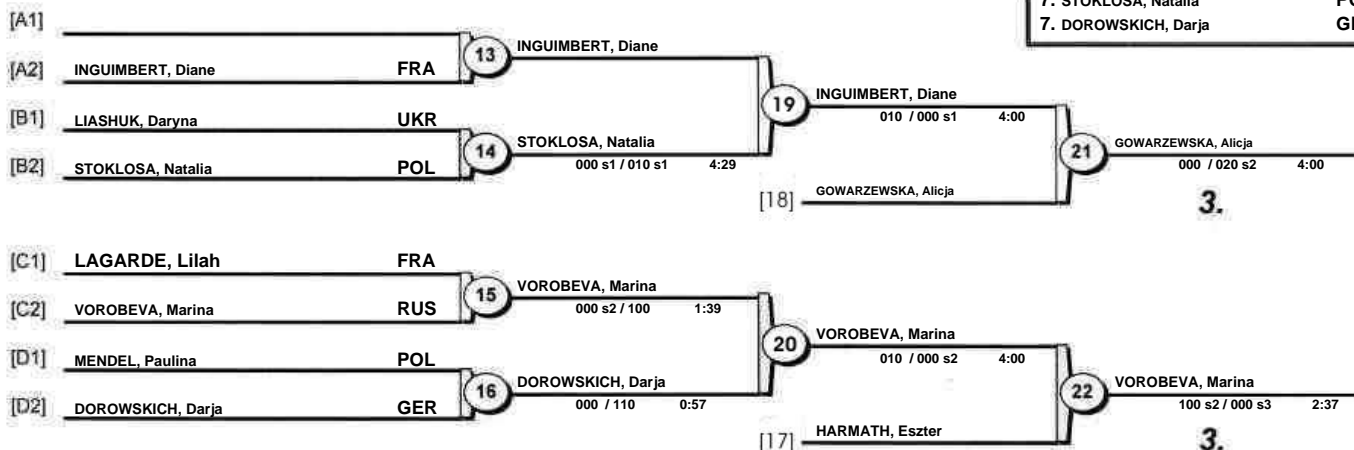 7. STOKLOSA, Natalia
7. DOROWSKICH, Darja
[A1]
[A2] INGUIMBERT, Diane FRA
13 INGUIMBERT, Diane
[B1] LIASHUK, Daryna UKR
[B2] STOKLOSA, Natalia POL
14 STOKLOSA, Natalia
000 s1 / 010 s1 4:29
19 INGUIMBERT, Diane
010 / 000 s1 4:00
[18] GOWARZEWSKA, Alicja
21 GOWARZEWSKA, Alicja
000 / 020 s2 4:00
3.
[C1] LAGARDE, Lilah FRA
[C2] VOROBEVA, Marina RUS
15 VOROBEVA, Marina
000 s2 / 100 1:39
[D1] MENDEL, Paulina POL
[D2] DOROWSKICH, Darja GER
16 DOROWSKICH, Darja
000 / 110 0:57
20 VOROBEVA, Marina
010 / 000 s2 4:00
[17] HARMATH, Eszter
22 VOROBEVA, Marina
100 s2 / 000 s3 2:37
3.